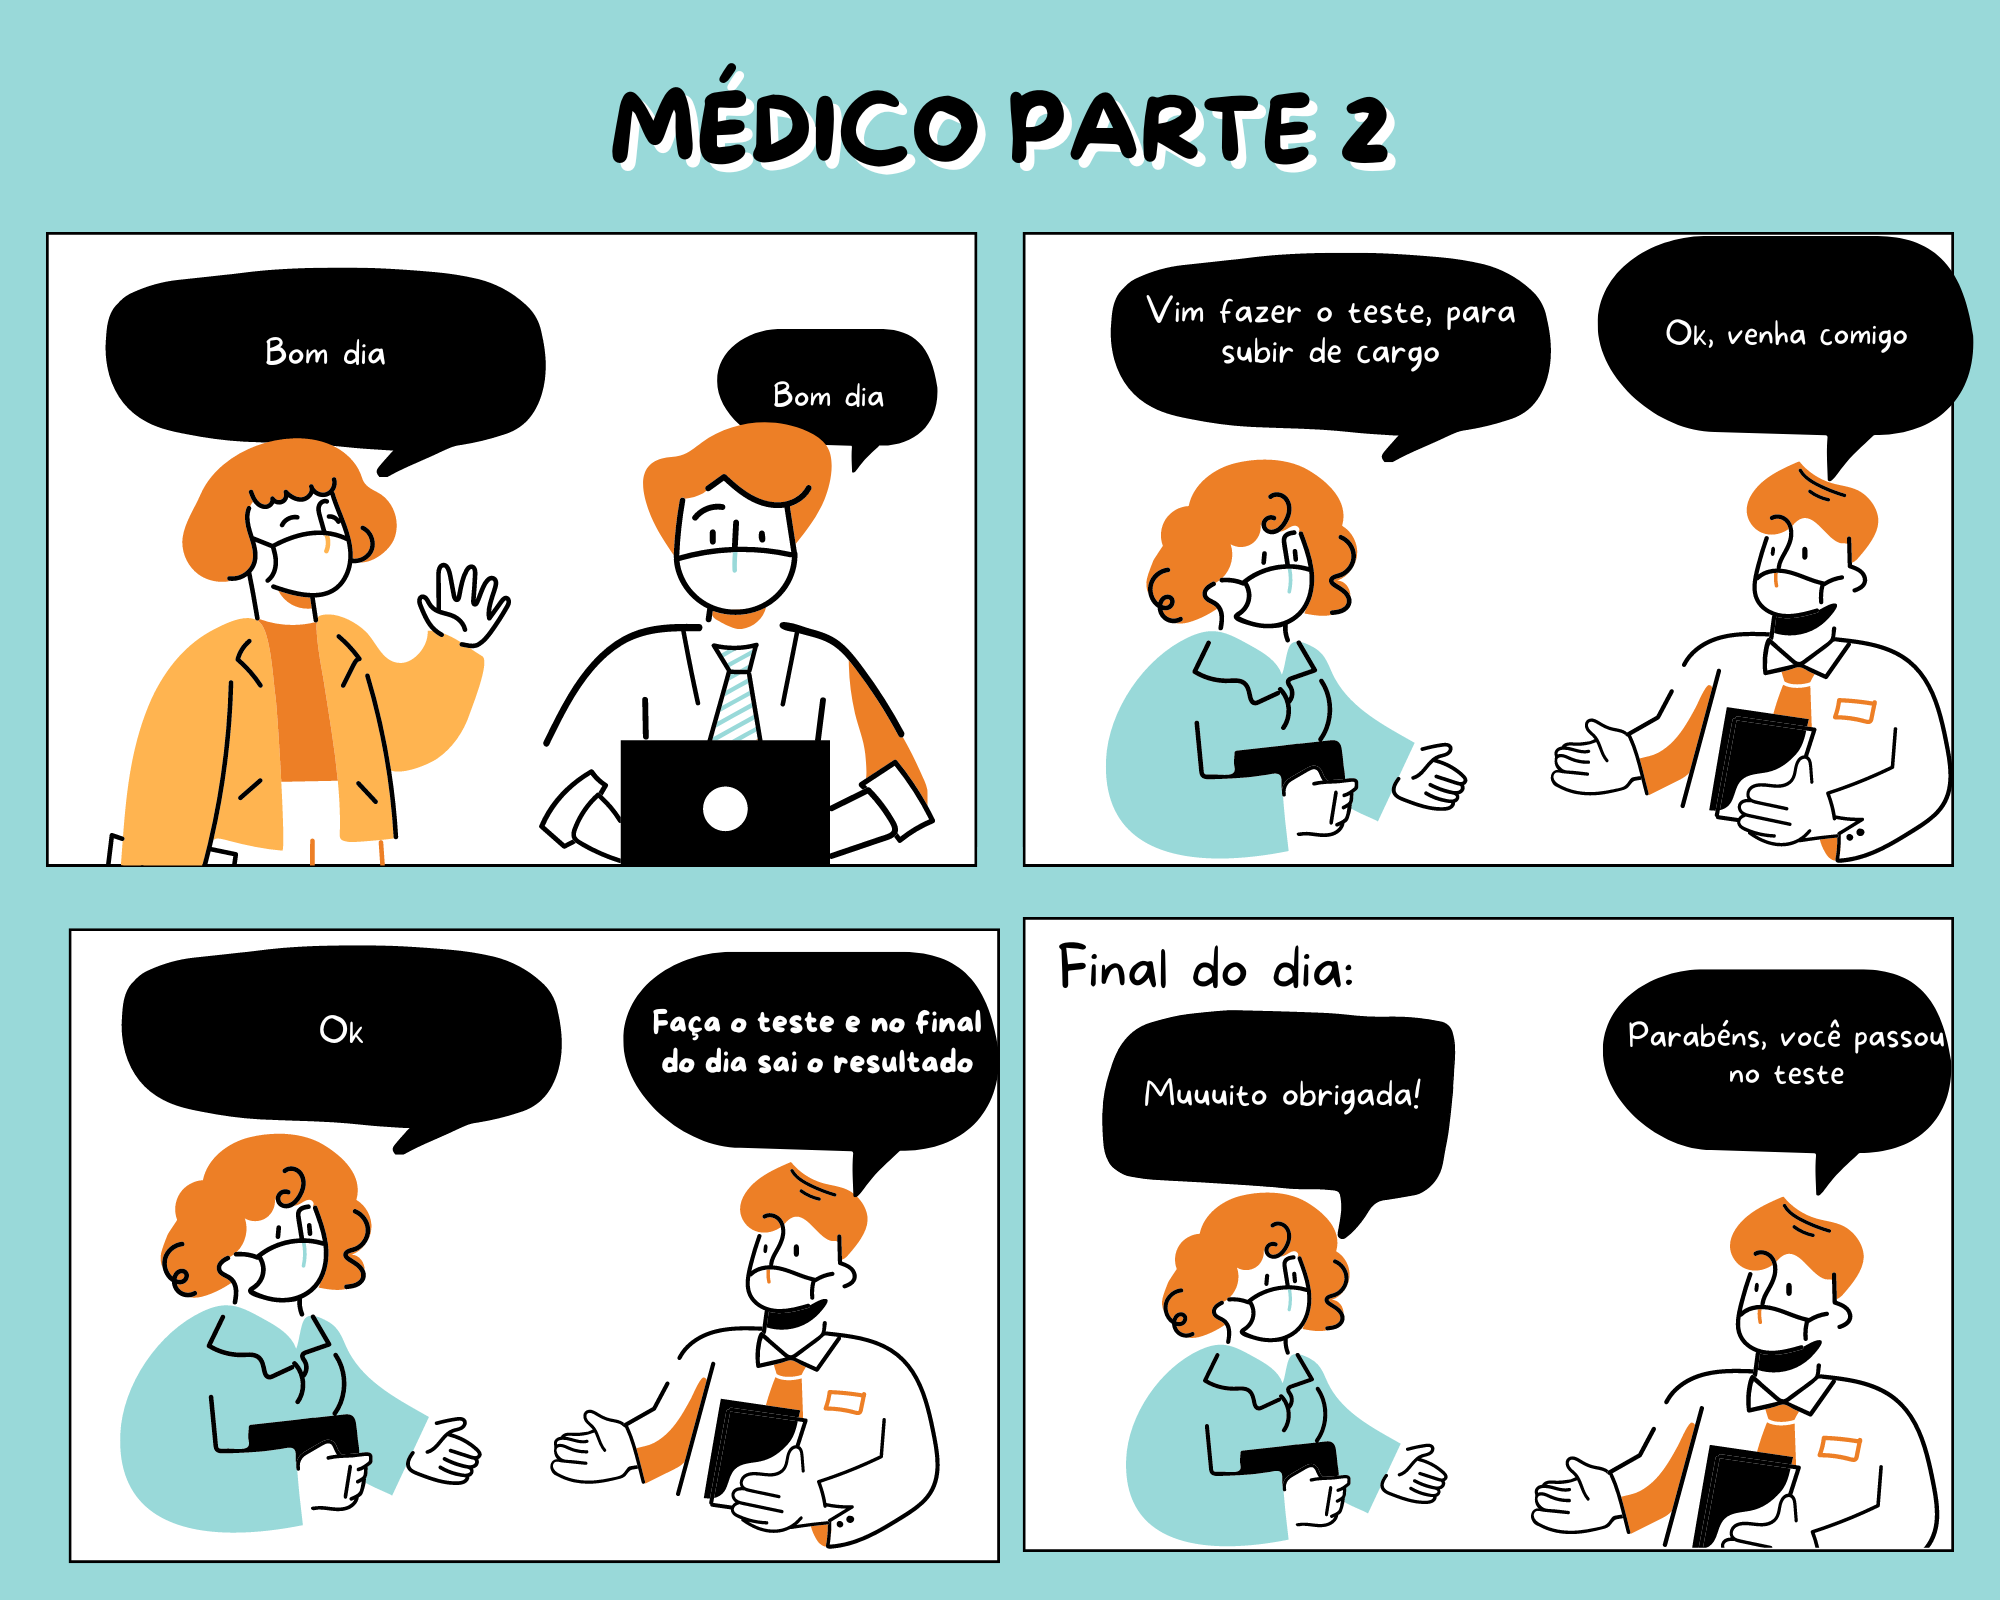 MÉDICO PARTE 2
Bom dia
Bom dia
Vim fazer o teste, para
subir de cargo
Ok, venha comigo
Ok
Faça o teste e no final
do dia sai o resultado
Final do dia:
Muuuito obrigada!
Parabéns, você passou
no teste